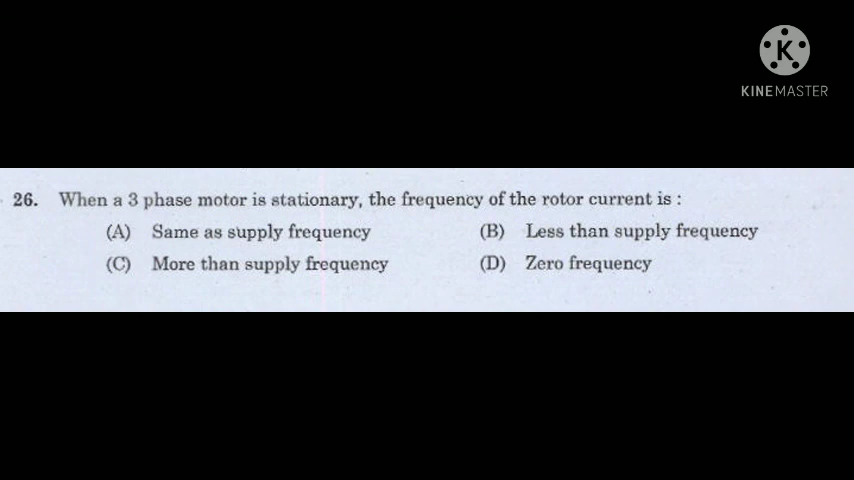 K
KINEMASTER
26. When a 3 phase motor is stationary, the frequency of the rotor current is :
(A) Same as supply frequency (B) Less than supply frequency
(C) More than supply frequency (D) Zero frequency